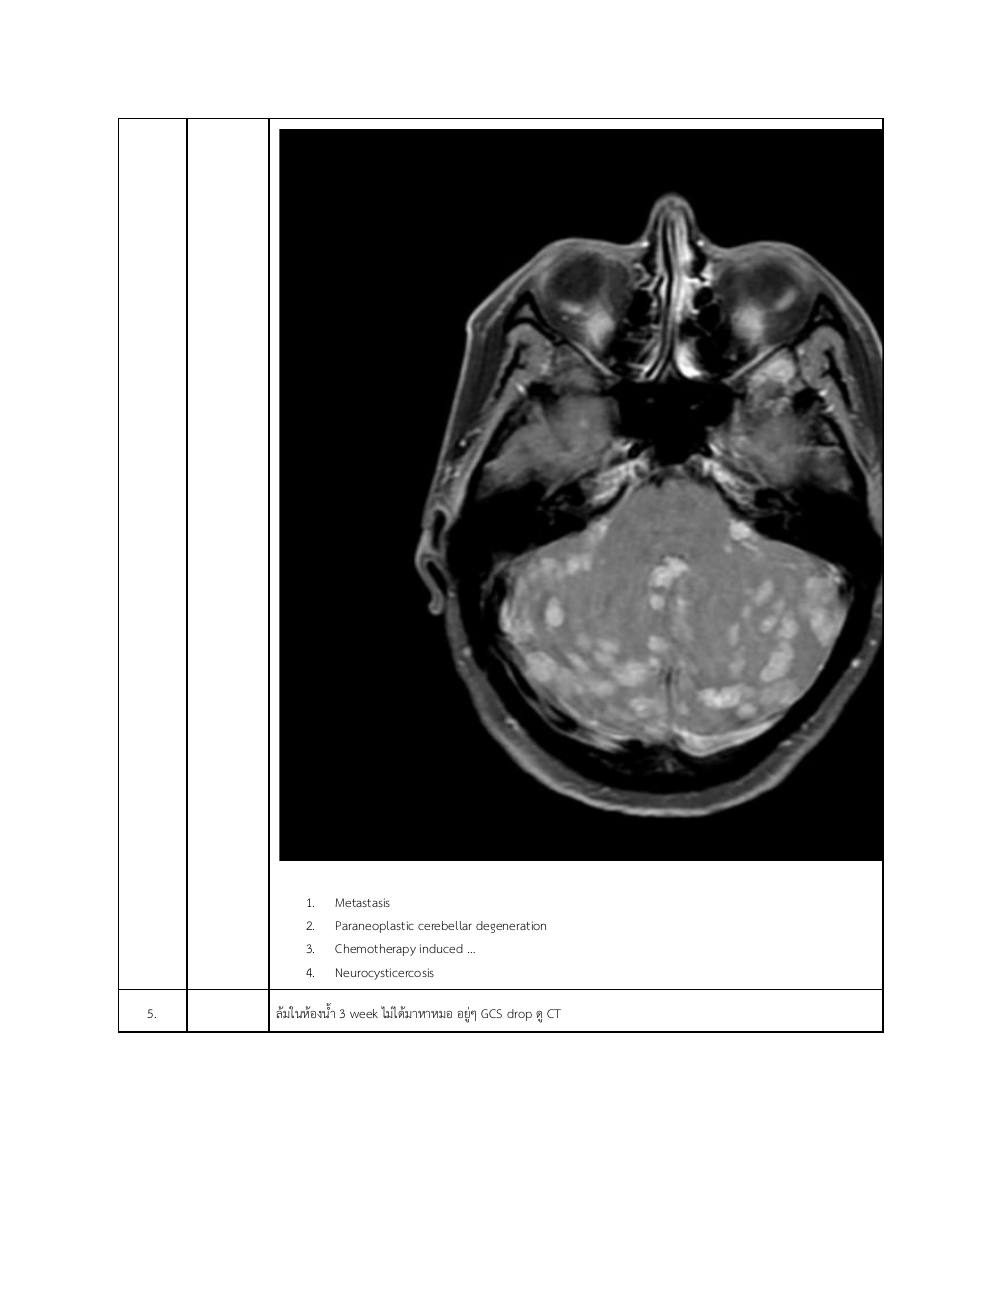 1. Metastasis
2. Paraneoplastic cerebellar degeneration
3. Chemotherapy induced ...
4. Neurocysticercosis
5. ล้มในห้องน้ำ 3 week ไม่ได้มาหาหมอ อยู่ๆ GCS drop ดู CT